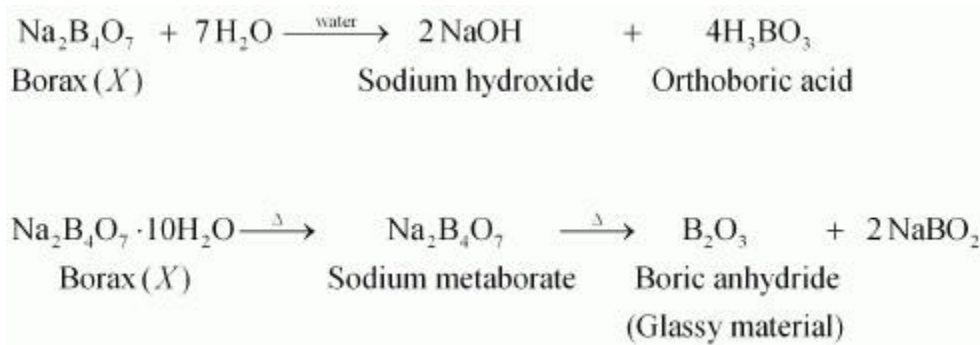 Na₂B₄O₇ + 7H₂O —water→ 2NaOH + 4H₃BO₃
Borax (X) Sodium hydroxide Orthoboric acid
Na₂B₄O₇·10H₂O —Δ→ Na₂B₄O₇ —Δ→ B₂O₃ + 2NaBO₂
Borax (X) Sodium metaborate Boric anhydride
(Glassy material)